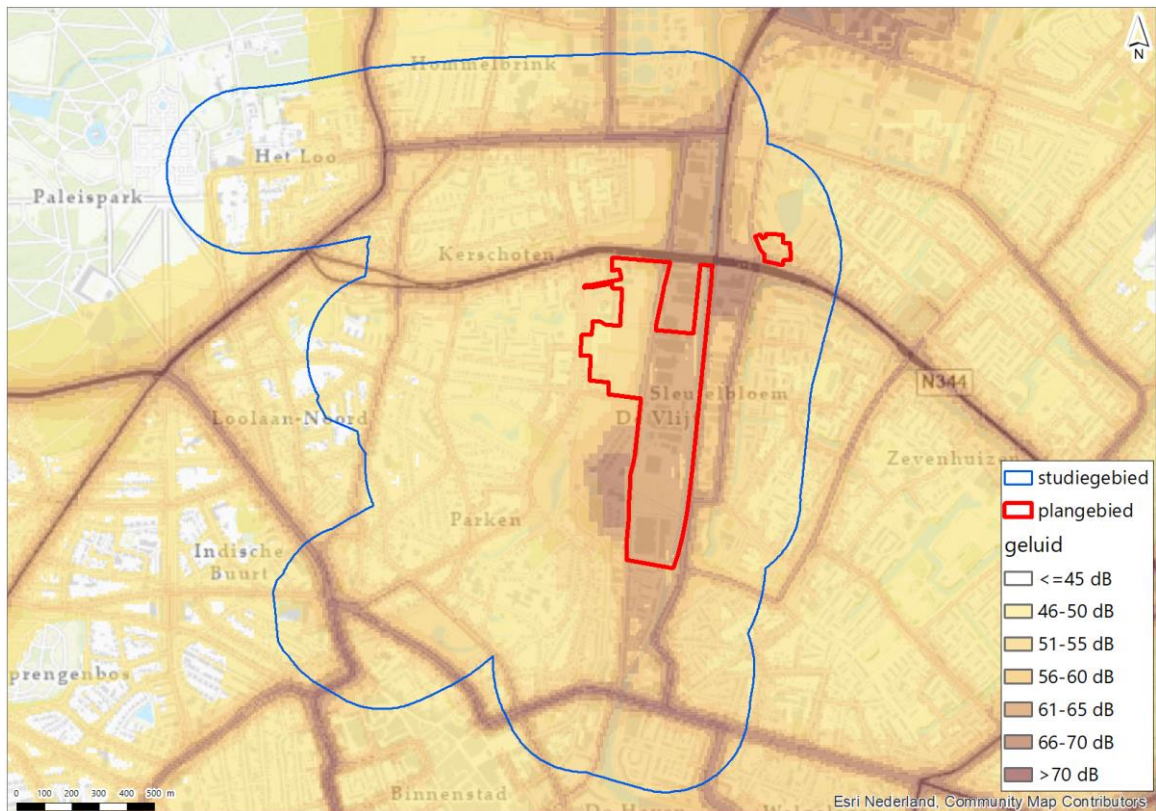 N
Hommelbrink
Het Loo
Paleispark
Kerschoten
N344
Sleutelbloem
De Vlijt
Loolaan-Noord
Zevenhuizen
Parken
Indische
Buurt
prengenbos
Binnenstad
De Haven
studiegebied
plangebied
geluid
<=45 dB
46-50 dB
51-55 dB
56-60 dB
61-65 dB
66-70 dB
>70 dB
0 100 200 300 400 500 m
Esri Nederland, Community Map Contributors